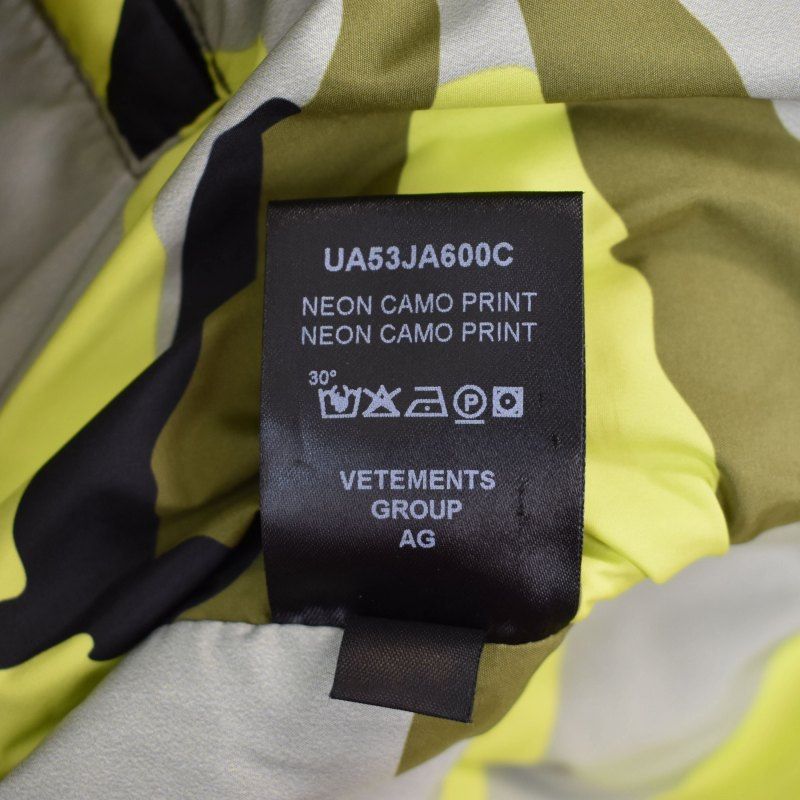 UA53JA600C
NEON CAMO PRINT
NEON CAMO PRINT
30°
P
VETEMENTS
GROUP
AG